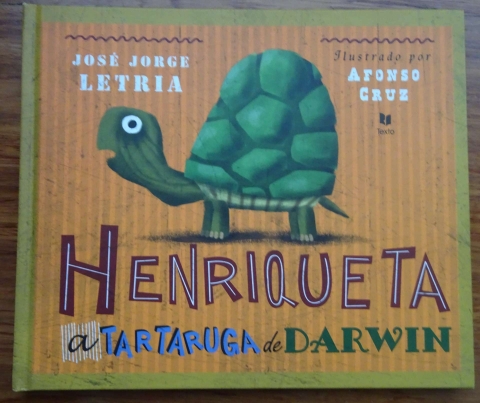 JOSÉ JORGE
LETRIA
Ilustrado por
AFONSO
CRUZ
Texto
HENRIQUETA
a TARTARUGA de DARWIN